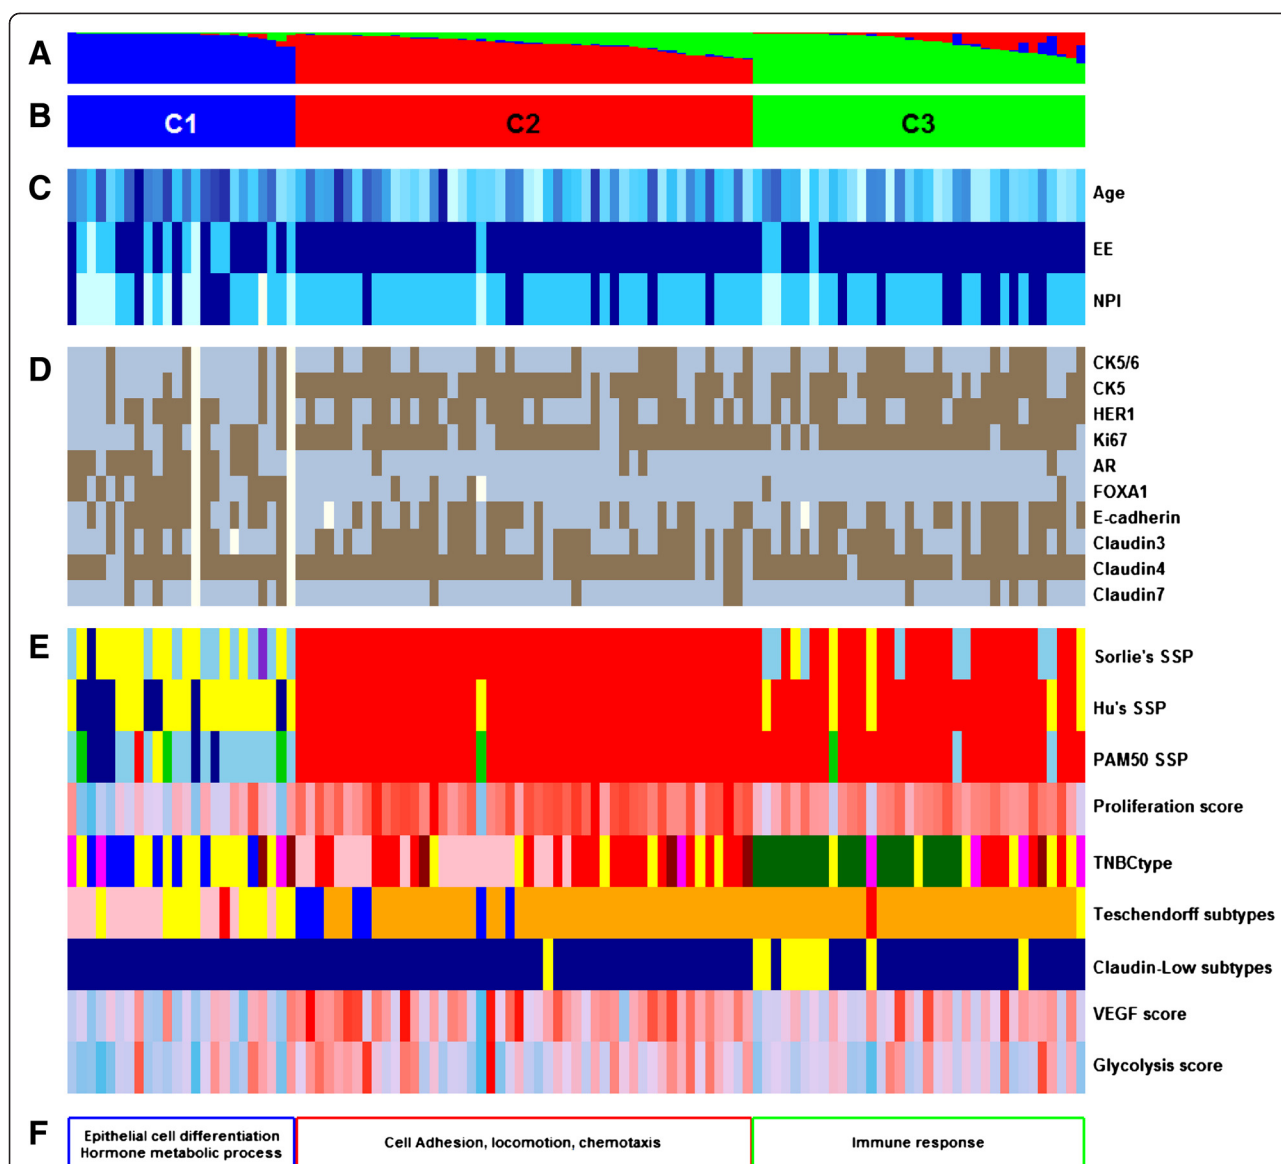 A
B
C1 C2 C3
C
Age
EE
NPI
D
CK5/6
CK5
HER1
Ki67
AR
FOXA1
E-cadherin
Claudin3
Claudin4
Claudin7
E
Sorlie's SSP
Hu's SSP
PAM50 SSP
Proliferation score
TNBCtype
Teschendorff subtypes
Claudin-Low subtypes
VEGF score
Glycolysis score
F
Epithelial cell differentiation
Hormone metabolic process
Cell Adhesion, locomotion, chemotaxis
Immune response